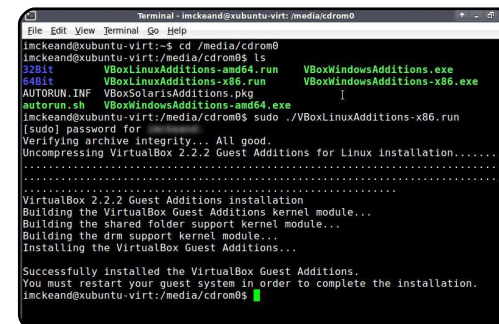 Terminal - imckeand@xubuntu-virt: /media/cdrom0
File Edit View Terminal Go Help
imckeand@xubuntu-virt:~$ cd /media/cdrom0
imckeand@xubuntu-virt:/media/cdrom0$ ls
32Bit VBoxLinuxAdditions-amd64.run VBoxWindowsAdditions.exe
64Bit VBoxLinuxAdditions-x86.run VBoxWindowsAdditions-x86.exe
AUTORUN.INF VBoxSolarisAdditions.pkg
autorun.sh VBoxWindowsAdditions-amd64.exe
imckeand@xubuntu-virt:/media/cdrom0$ sudo ./VBoxLinuxAdditions-x86.run
[sudo] password for
Verifying archive integrity... All good.
Uncompressing VirtualBox 2.2.2 Guest Additions for Linux installation.......
................................................................................
................................................................................
................................................................
VirtualBox 2.2.2 Guest Additions installation
Building the VirtualBox Guest Additions kernel module...
Building the shared folder support kernel module...
Building the drm support kernel module...
Installing the VirtualBox Guest Additions...
Successfully installed the VirtualBox Guest Additions.
You must restart your guest system in order to complete the installation.
imckeand@xubuntu-virt:/media/cdrom0$